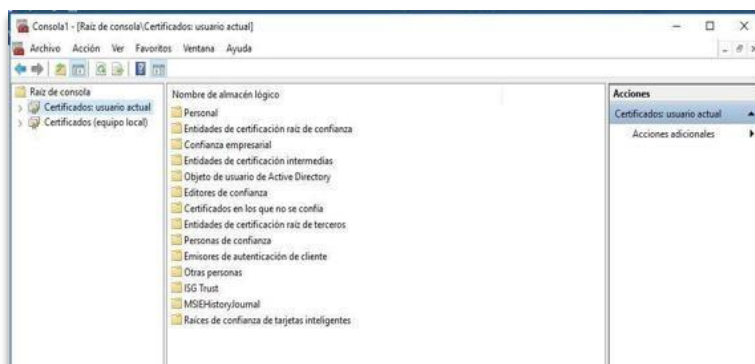 Consola1 - [Raíz de consola\Certificados: usuario actual]
Archivo Acción Ver Favoritos Ventana Ayuda
Raíz de consola
Certificados: usuario actual
Certificados (equipo local)
Nombre de almacén lógico
Personal
Entidades de certificación raíz de confianza
Confianza empresarial
Entidades de certificación intermedias
Objeto de usuario de Active Directory
Editores de confianza
Certificados en los que no se confía
Entidades de certificación raíz de terceros
Personas de confianza
Emisores de autenticación de cliente
Otras personas
ISG Trust
MSIEHistoryJournal
Raíces de confianza de tarjetas inteligentes
Acciones
Certificados: usuario actual
Acciones adicionales